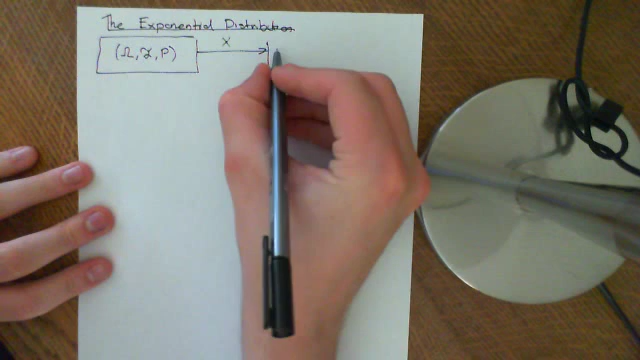 The Exponential Distribution
X
(Ω, ℱ, P)